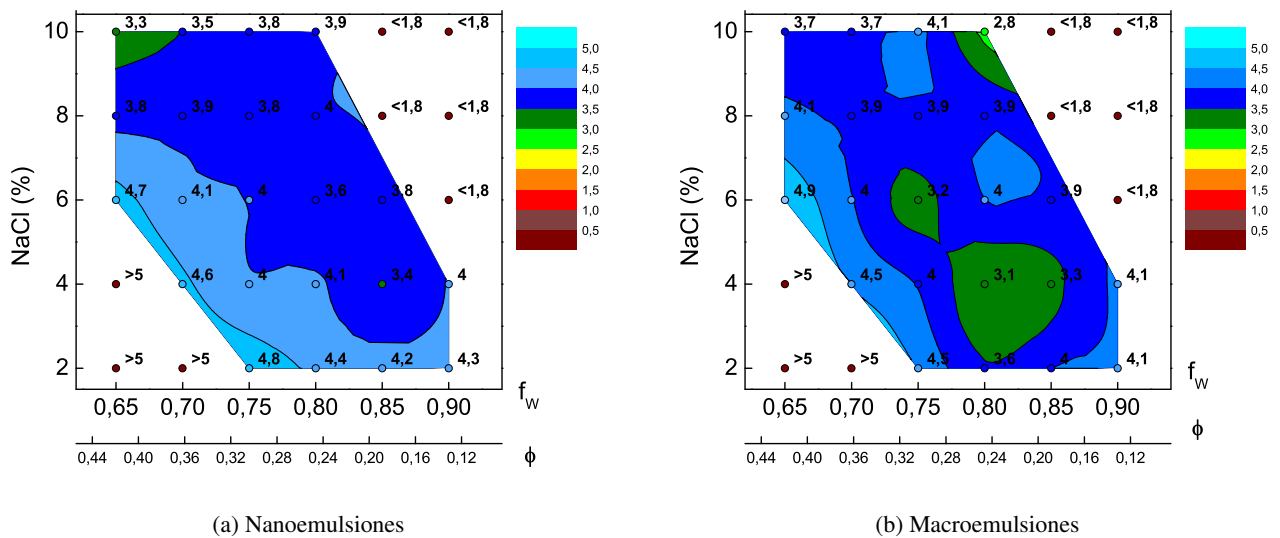 3,3 3,5 3,8 3,9 <1,8 <1,8
10
3,8 3,9 3,8 4 <1,8 <1,8
8
4,7 4,1 4 3,6 3,8 <1,8
6
>5 4,6 4 4,1 3,4 4
4
>5 >5 4,8 4,4 4,2 4,3
2
NaCl (%)
0,65 0,70 0,75 0,80 0,85 0,90
fW
0,44 0,40 0,36 0,32 0,28 0,24 0,20 0,16 0,12
ϕ
5,0
4,5
4,0
3,5
3,0
2,5
2,0
1,5
1,0
0,5
(a) Nanoemulsiones
3,7 3,7 4,1 2,8 <1,8 <1,8
10
4,1 3,9 3,9 3,9 <1,8 <1,8
8
4,9 4 3,2 4 3,9 <1,8
6
>5 4,5 4 3,1 3,3 4,1
4
>5 >5 4,5 3,6 4 4,1
2
NaCl (%)
0,65 0,70 0,75 0,80 0,85 0,90
fW
0,44 0,40 0,36 0,32 0,28 0,24 0,20 0,16 0,12
ϕ
5,0
4,5
4,0
3,5
3,0
2,5
2,0
1,5
1,0
0,5
(b) Macroemulsiones